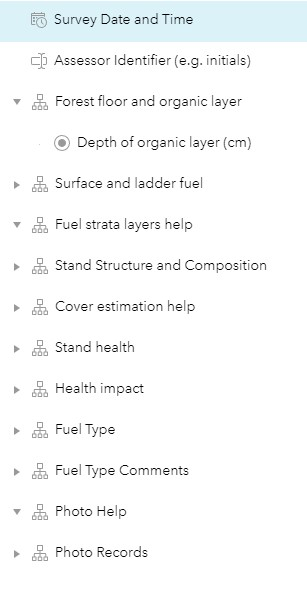 Survey Date and Time
Assessor Identifier (e.g. initials)
Forest floor and organic layer
Depth of organic layer (cm)
Surface and ladder fuel
Fuel strata layers help
Stand Structure and Composition
Cover estimation help
Stand health
Health impact
Fuel Type
Fuel Type Comments
Photo Help
Photo Records